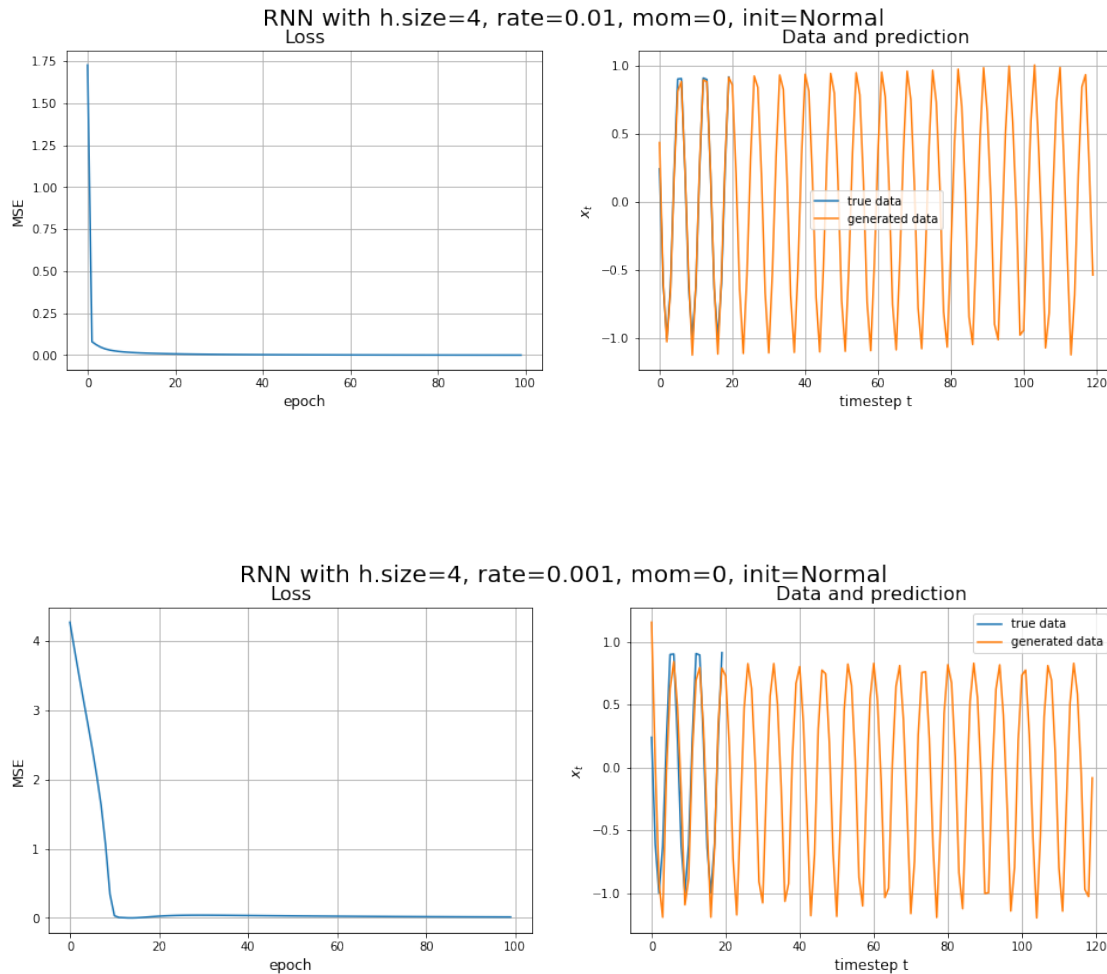 RNN with h.size=4, rate=0.01, mom=0, init=Normal
Loss
1.75
1.50
1.25
1.00
0.75
0.50
0.25
0.00
MSE
0 20 40 60 80 100
epoch
Data and prediction
1.0
0.5
0.0
−0.5
−1.0
x_t
true data
generated data
0 20 40 60 80 100 120
timestep t
RNN with h.size=4, rate=0.001, mom=0, init=Normal
Loss
4
3
2
1
0
MSE
0 20 40 60 80 100
epoch
Data and prediction
true data
generated data
1.0
0.5
0.0
−0.5
−1.0
x_t
0 20 40 60 80 100 120
timestep t